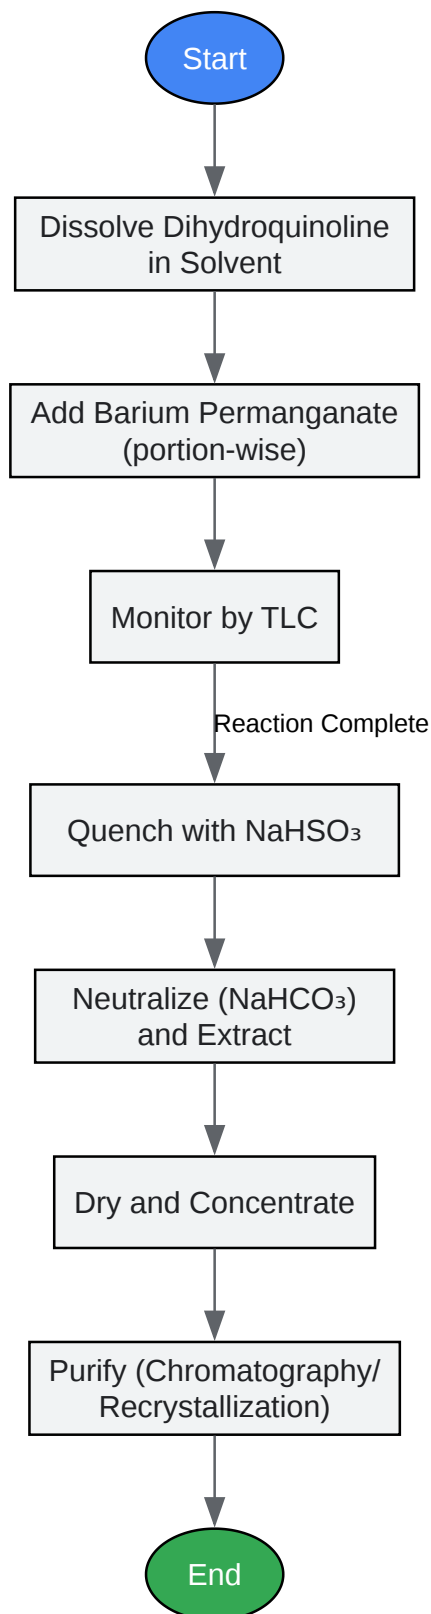 Start
Dissolve Dihydroquinoline
in Solvent
Add Barium Permanganate
(portion-wise)
Monitor by TLC
Reaction Complete
Quench with NaHSO₃
Neutralize (NaHCO₃)
and Extract
Dry and Concentrate
Purify (Chromatography/
Recrystallization)
End